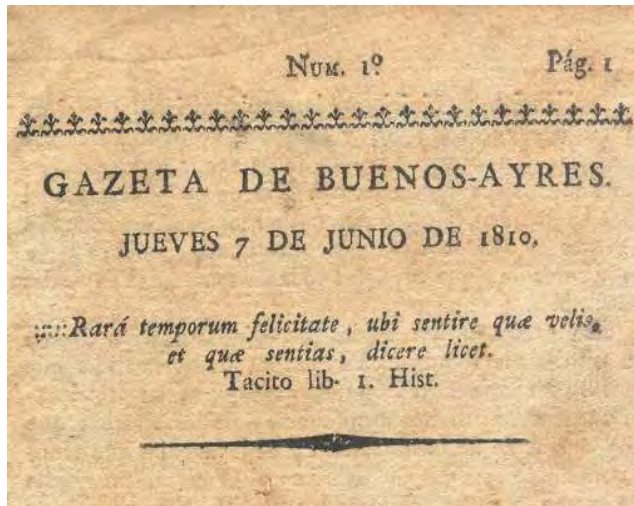 Num. 1º Pág. 1
GAZETA DE BUENOS-AYRES.
JUEVES 7 DE JUNIO DE 1810.
:::::Rará temporum felicitate, ubi sentire quæ velis,
et quæ sentias, dicere licet.
Tacito lib- 1. Hist.